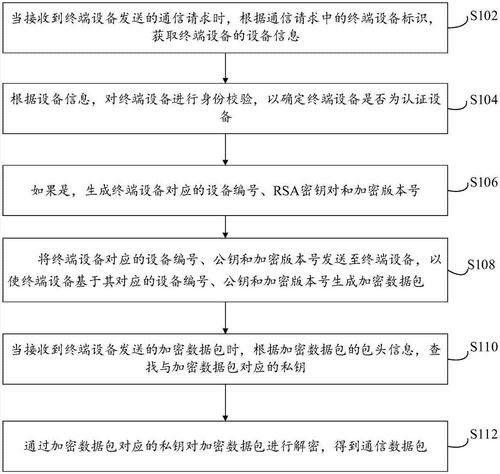 当接收到终端设备发送的通信请求时，根据通信请求中的终端设备标识，
获取终端设备的设备信息
S102
根据设备信息，对终端设备进行身份校验，以确定终端设备是否为认证设
备
S104
如果是，生成终端设备对应的设备编号、RSA密钥对和加密版本号
S106
将终端设备对应的设备编号、公钥和加密版本号发送至终端设备，以
使终端设备基于其对应的设备编号、公钥和加密版本号生成加密数据包
S108
当接收到终端设备发送的加密数据包时，根据加密数据包的包头信息，查
找与加密数据包对应的私钥
S110
通过加密数据包对应的私钥对加密数据包进行解密，得到通信数据包
S112